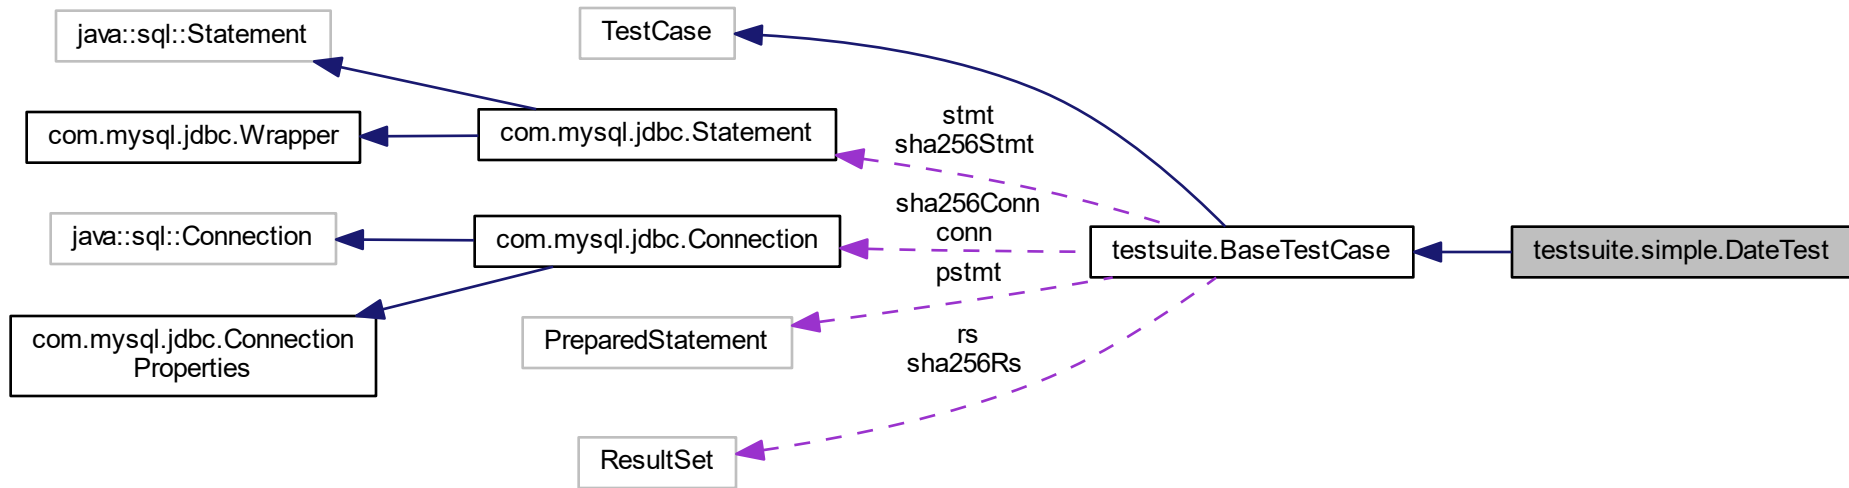 java::sql::Statement
TestCase
com.mysql.jdbc.Wrapper
com.mysql.jdbc.Statement
stmt
sha256Stmt
java::sql::Connection
com.mysql.jdbc.Connection
sha256Conn
conn
testsuite.BaseTestCase
testsuite.simple.DateTest
pstmt
com.mysql.jdbc.Connection
Properties
PreparedStatement
rs
sha256Rs
ResultSet